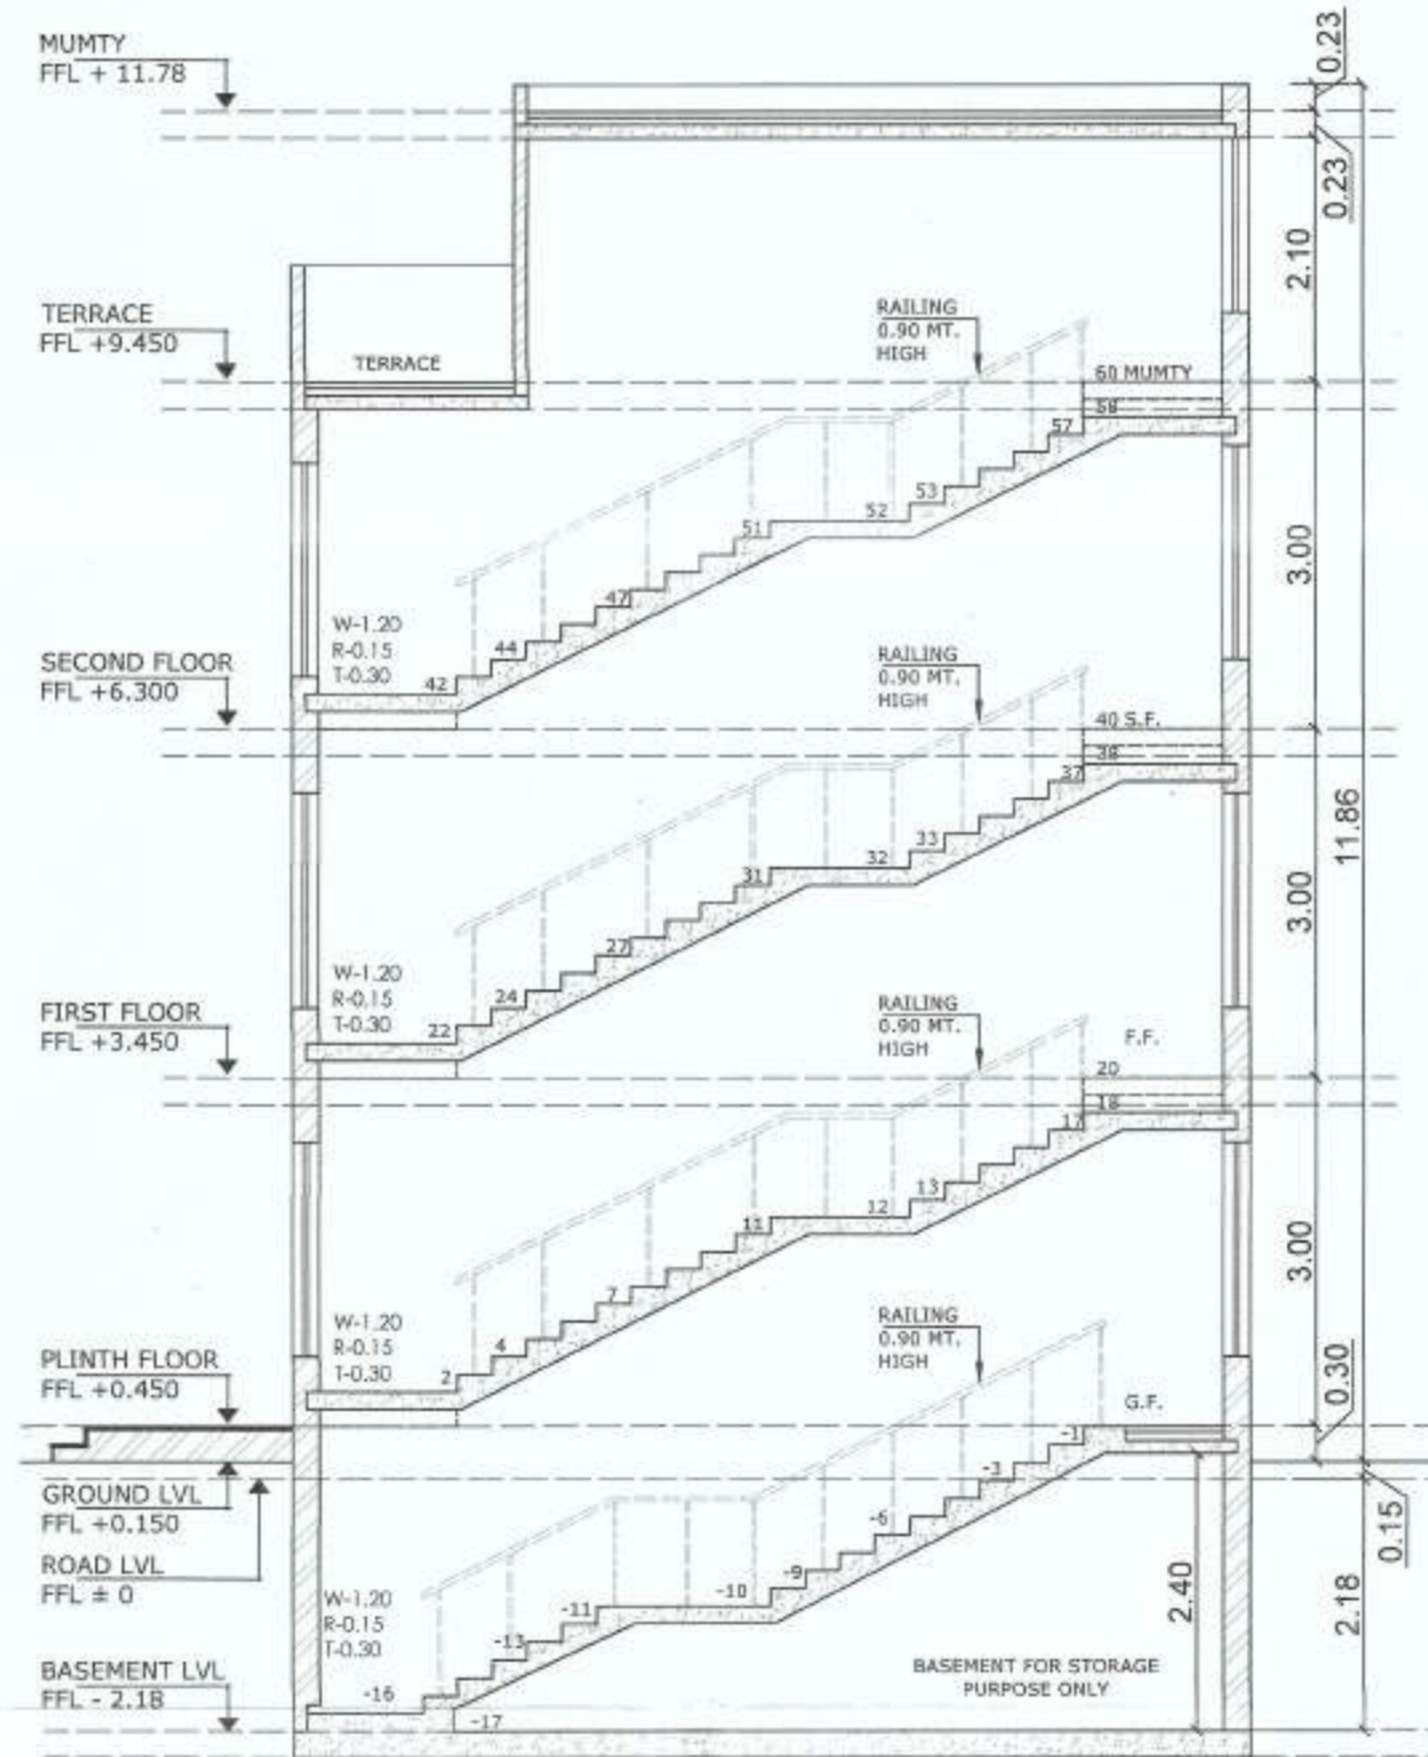 MUMTY
FFL + 11.78
0.23
0.23
2.10
TERRACE
FFL +9.450
TERRACE
RAILING
0.90 MT.
HIGH
60 MUMTY
58
57
53
52
51
47
44
42
3.00
W-1.20
R-0.15
T-0.30
SECOND FLOOR
FFL +6.300
RAILING
0.90 MT.
HIGH
40 S.F.
38
37
33
32
31
27
24
22
3.00
11.86
W-1.20
R-0.15
T-0.30
FIRST FLOOR
FFL +3.450
RAILING
0.90 MT.
HIGH
F.F.
20
18
17
13
12
11
7
4
2
3.00
W-1.20
R-0.15
T-0.30
PLINTH FLOOR
FFL +0.450
RAILING
0.90 MT.
HIGH
G.F.
0.30
-1
-3
-6
-9
-10
-11
-13
-16
-17
GROUND LVL
FFL +0.150
ROAD LVL
FFL ± 0
0.15
2.40
2.18
W-1.20
R-0.15
T-0.30
BASEMENT LVL
FFL - 2.18
BASEMENT FOR STORAGE
PURPOSE ONLY